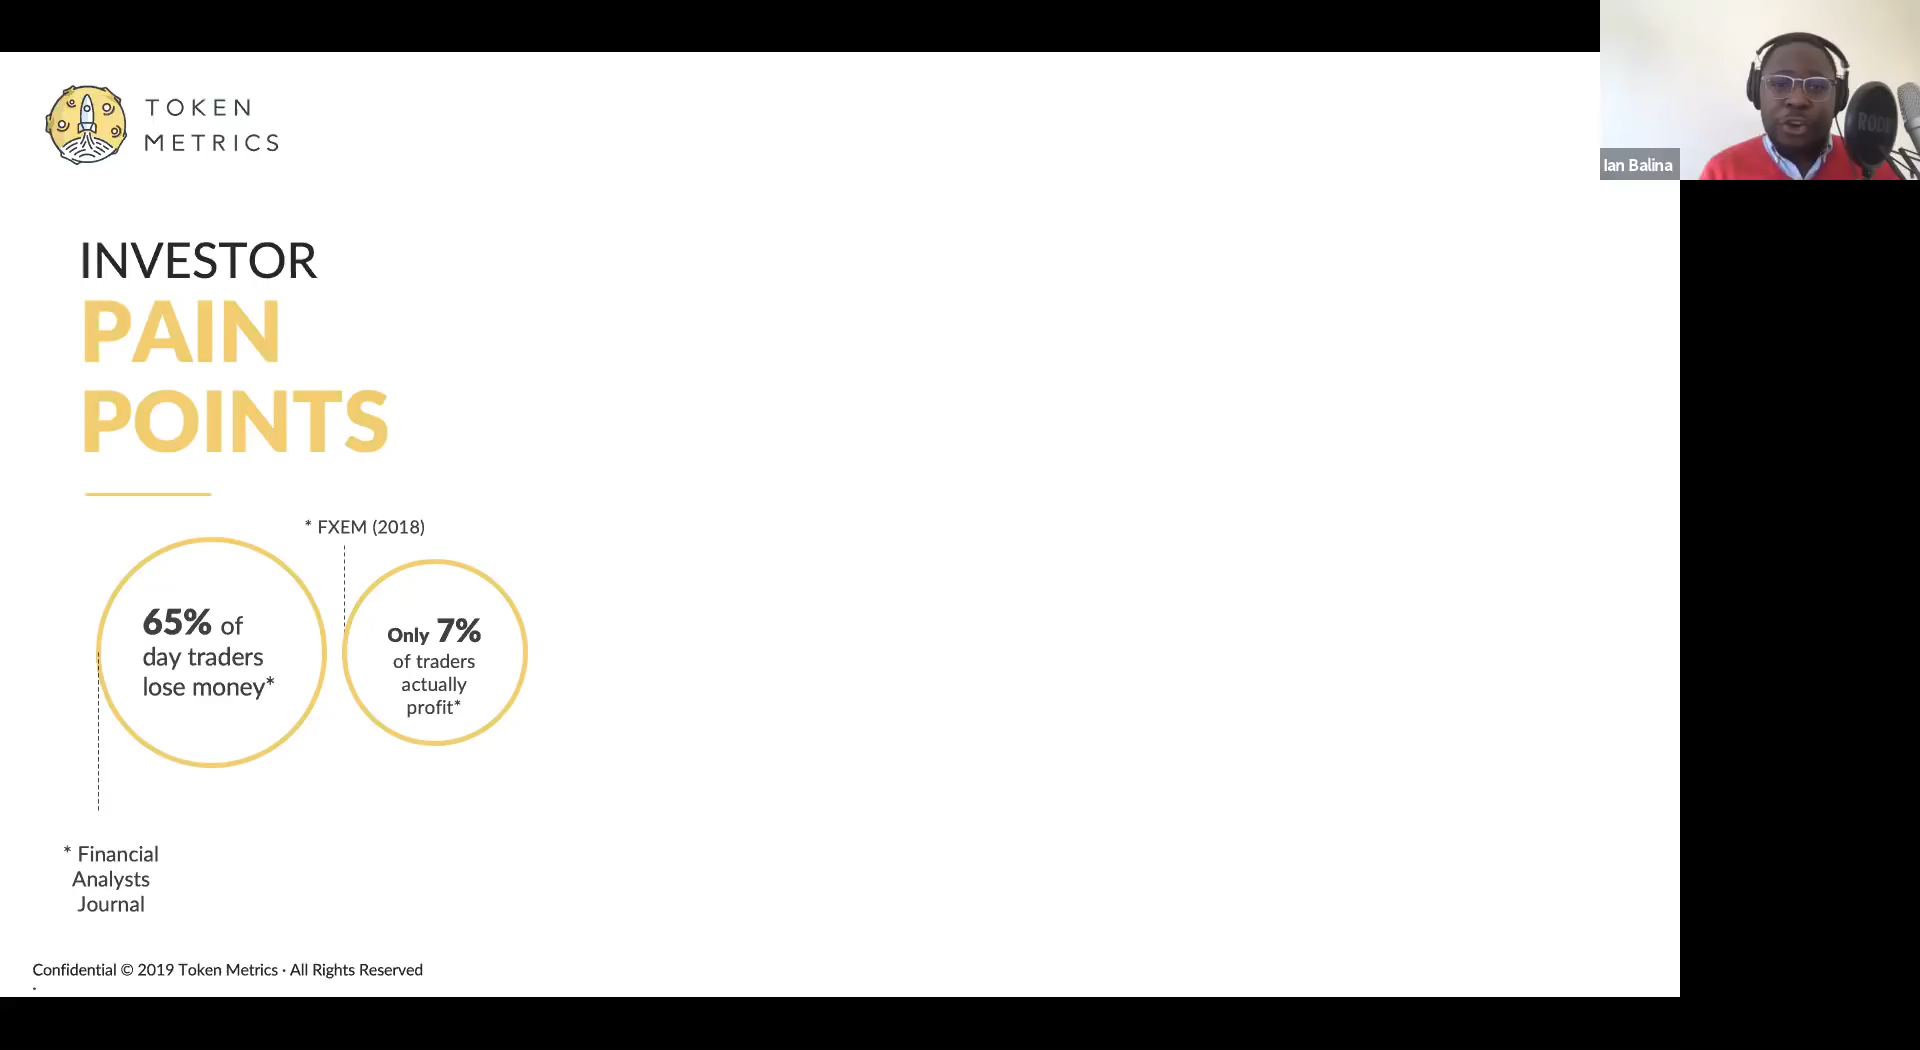 TOKEN
METRICS
INVESTOR
PAIN
POINTS
* FXEM (2018)
65% of
day traders
lose money*
Only 7%
of traders
actually
profit*
* Financial
Analysts
Journal
Confidential © 2019 Token Metrics · All Rights Reserved
Ian Balina
RODE